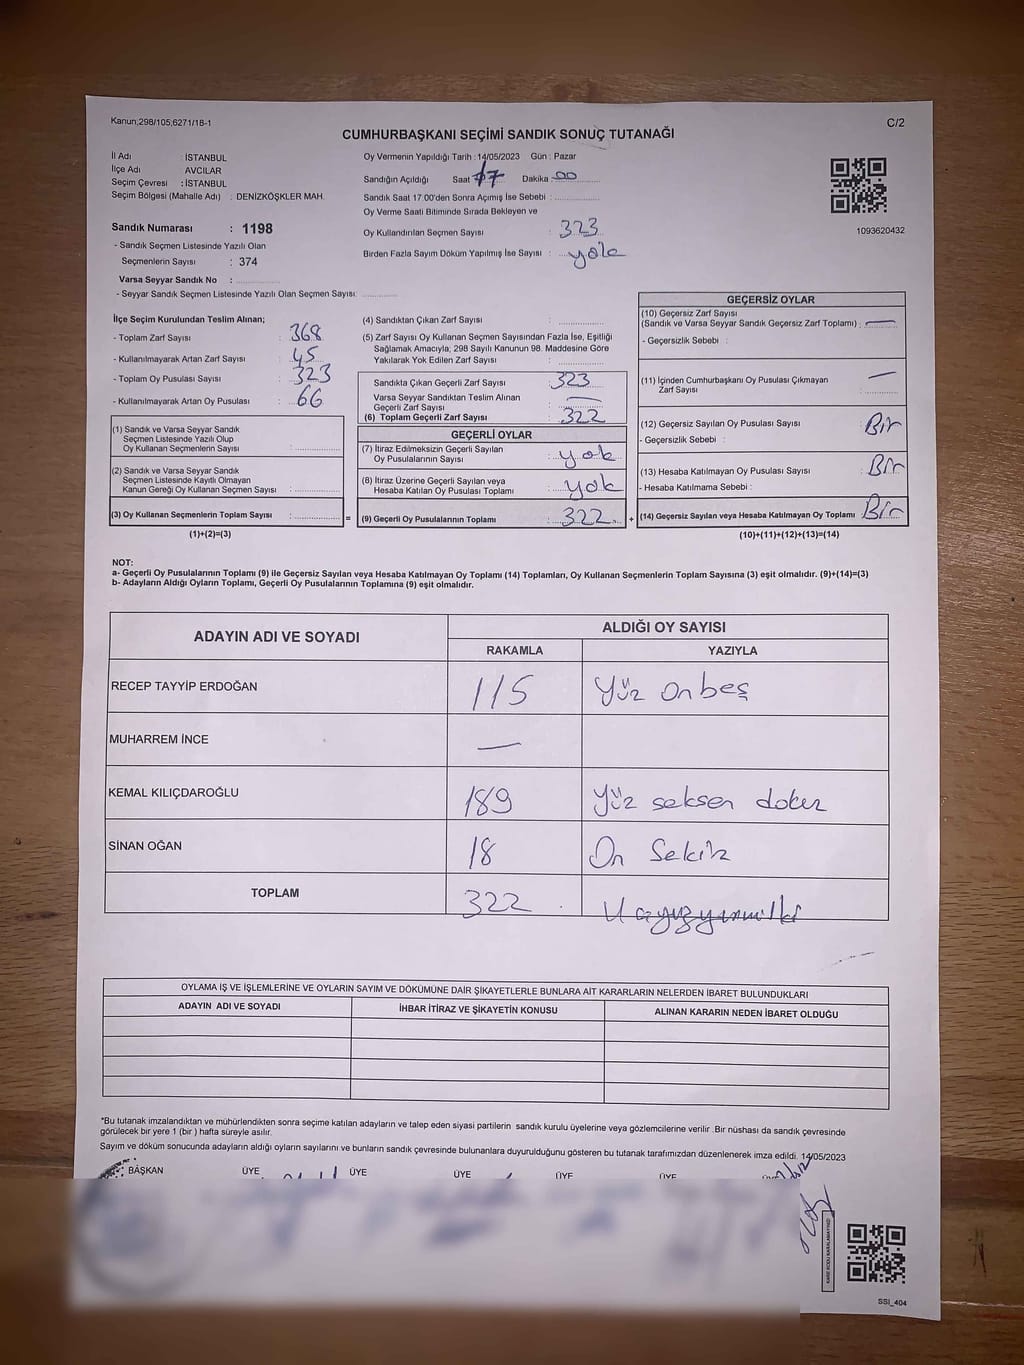 Kanun;298/105,6271/18-1
C/2
CUMHURBAŞKANI SEÇİMİ SANDIK SONUÇ TUTANAĞI
İl Adı : İSTANBUL
İlçe Adı AVCILAR
Seçim Çevresi : İSTANBUL
Seçim Bölgesi (Mahalle Adı) : DENİZKÖŞKLER MAH.
Oy Vermenin Yapıldığı Tarih : 14/05/2023 Gün : Pazar
Sandığın Açıldığı Saat 17 Dakika 00
Sandık Saat 17.00'den Sonra Açımış İse Sebebi :
Oy Verme Saati Bitiminde Sırada Bekleyen ve
Oy Kullandırılan Seçmen Sayısı : 323
Birden Fazla Sayım Döküm Yapılmış İse Sayısı : yok
1093620432
Sandık Numarası : 1198
- Sandık Seçmen Listesinde Yazılı Olan
Seçmenlerin Sayısı : 374
Varsa Seyyar Sandık No :
- Seyyar Sandık Seçmen Listesinde Yazılı Olan Seçmen Sayısı:
İlçe Seçim Kurulundan Teslim Alınan;
- Toplam Zarf Sayısı : 368
- Kullanılmayarak Artan Zarf Sayısı : 45
- Toplam Oy Pusulası Sayısı : 323
- Kullanılmayarak Artan Oy Pusulası : 66
(1) Sandık ve Varsa Seyyar Sandık
Seçmen Listesinde Yazılı Olup
Oy Kullanan Seçmenlerin Sayısı :
(2) Sandık ve Varsa Seyyar Sandık
Seçmen Listesinde Kayıtlı Olmayan
Kanun Gereği Oy Kullanan Seçmen Sayısı :
(3) Oy Kullanan Seçmenlerin Toplam Sayısı : =
(1)+(2)=(3)
(4) Sandıktan Çıkan Zarf Sayısı :
(5) Zarf Sayısı Oy Kullanan Seçmen Sayısından Fazla İse, Eşitliği
Sağlamak Amacıyla, 298 Sayılı Kanunun 98. Maddesine Göre
Yakılarak Yok Edilen Zarf Sayısı :
Sandıkta Çıkan Geçerli Zarf Sayısı : 323
Varsa Seyyar Sandıktan Teslim Alınan
Geçerli Zarf Sayısı : —
(6) Toplam Geçerli Zarf Sayısı : 322
GEÇERLİ OYLAR
(7) İtiraz Edilmeksizin Geçerli Sayılan
Oy Pusulalarının Sayısı : yok
(8) İtiraz Üzerine Geçerli Sayılan veya
Hesaba Katılan Oy Pusulası Toplamı : yok
(9) Geçerli Oy Pusulalarının Toplamı : 322 +
GEÇERSİZ OYLAR
(10) Geçersiz Zarf Sayısı
(Sandık ve Varsa Seyyar Sandık Geçersiz Zarf Toplamı) : —
- Geçersizlik Sebebi :
(11) İçinden Cumhurbaşkanı Oy Pusulası Çıkmayan
Zarf Sayısı : —
(12) Geçersiz Sayılan Oy Pusulası Sayısı : Bir
- Geçersizlik Sebebi :
(13) Hesaba Katılmayan Oy Pusulası Sayısı : Bir
- Hesaba Katılmama Sebebi :
(14) Geçersiz Sayılan veya Hesaba Katılmayan Oy Toplamı : Bir
(10)+(11)+(12)+(13)=(14)
NOT:
a- Geçerli Oy Pusulalarının Toplamı (9) ile Geçersiz Sayılan veya Hesaba Katılmayan Oy Toplamı (14) Toplamları, Oy Kullanan Seçmenlerin Toplam Sayısına (3) eşit olmalıdır. (9)+(14)=(3)
b- Adayların Aldığı Oyların Toplamı, Geçerli Oy Pusulalarının Toplamına (9) eşit olmalıdır.
ADAYIN ADI VE SOYADI
ALDIĞI OY SAYISI
RAKAMLA YAZIYLA
RECEP TAYYİP ERDOĞAN 115 Yüz on beş
MUHARREM İNCE —
KEMAL KILIÇDAROĞLU 189 Yüz seksen dokuz
SİNAN OĞAN 18 On Sekiz
TOPLAM 322
OYLAMA İŞ VE İŞLEMLERİNE VE OYLARIN SAYIM VE DÖKÜMÜNE DAİR ŞİKAYETLERLE BUNLARA AİT KARARLARIN NELERDEN İBARET BULUNDUKLARI
ADAYIN ADI VE SOYADI İHBAR İTİRAZ VE ŞİKAYETİN KONUSU ALINAN KARARIN NEDEN İBARET OLDUĞU
*Bu tutanak imzalandıktan ve mühürlendikten sonra seçime katılan adayların ve talep eden siyasi partilerin sandık kurulu üyelerine veya gözlemcilerine verilir .Bir nüshası da sandık çevresinde
görülecek bir yere 1 (bir ) hafta süreyle asılır.
Sayım ve döküm sonucunda adayların aldığı oyların sayılarını ve bunların sandık çevresinde bulunanlara duyurulduğunu gösteren bu tutanak tarafımızdan düzenlenerek imza edildi. 14/05/2023
BAŞKAN ÜYE ÜYE ÜYE ÜYE ÜYE
SSI_404